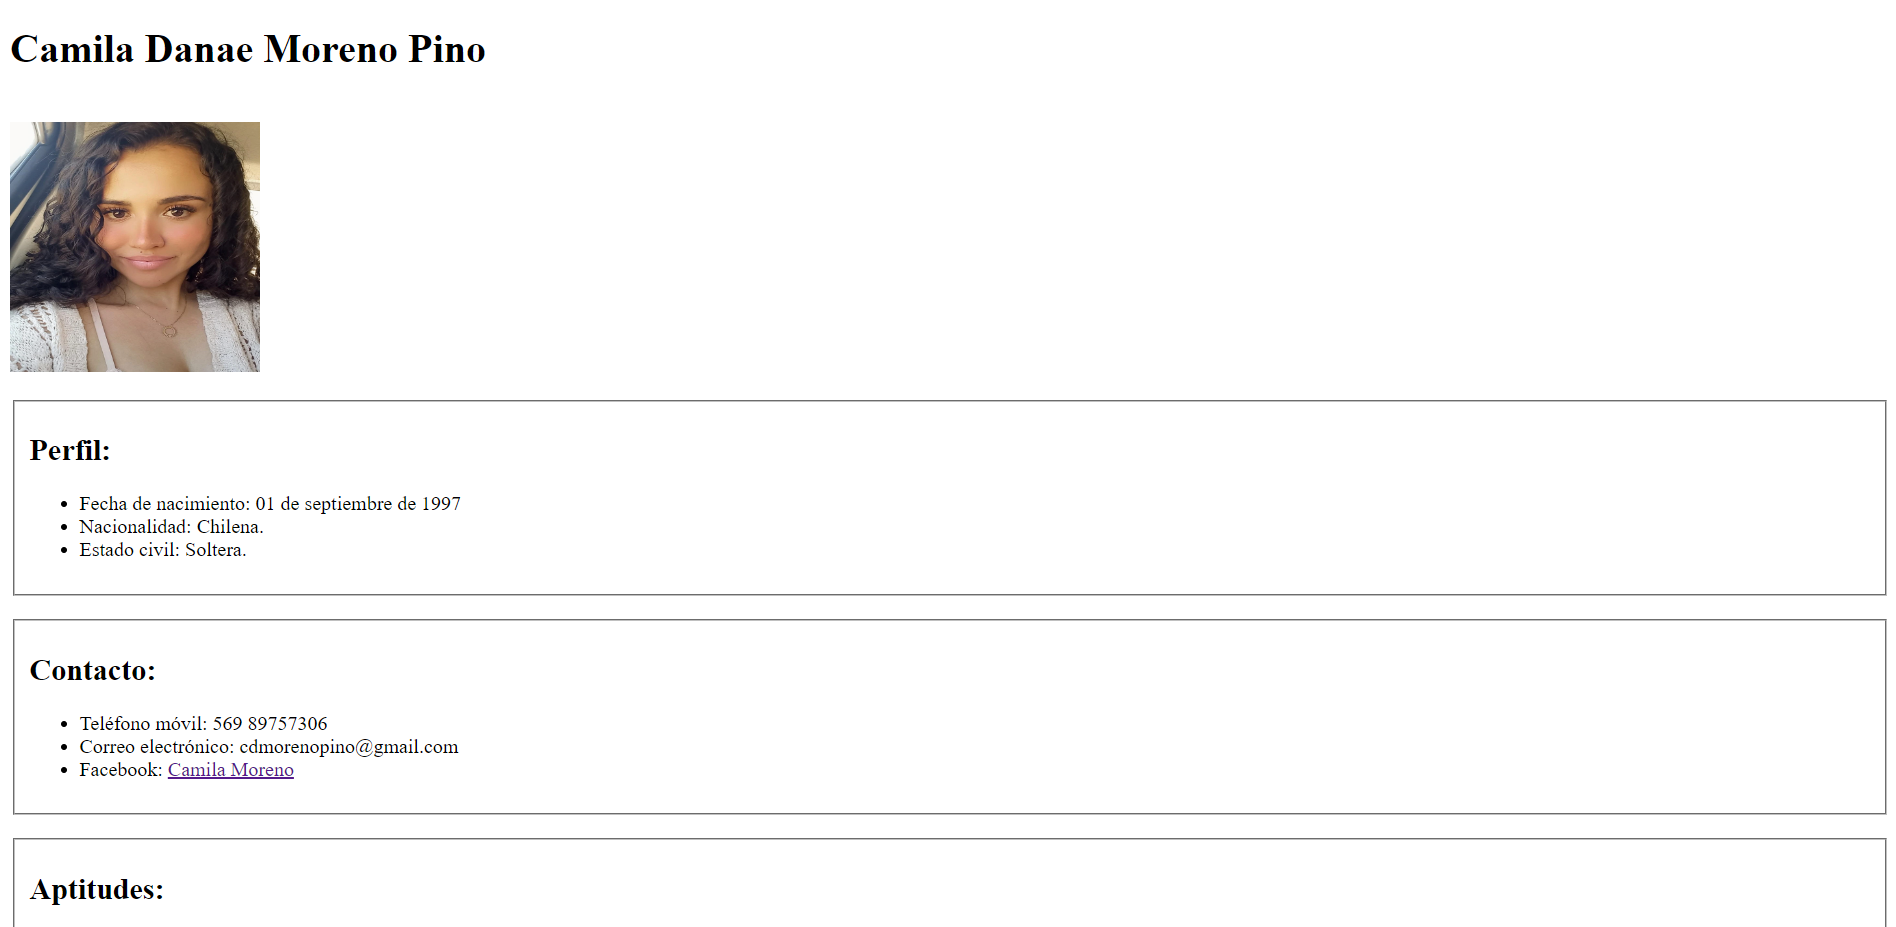 Camila Danae Moreno Pino
Perfil:
Fecha de nacimiento: 01 de septiembre de 1997
Nacionalidad: Chilena.
Estado civil: Soltera.
Contacto:
Teléfono móvil: 569 89757306
Correo electrónico: cdmorenopino@gmail.com
Facebook: Camila Moreno
Aptitudes: